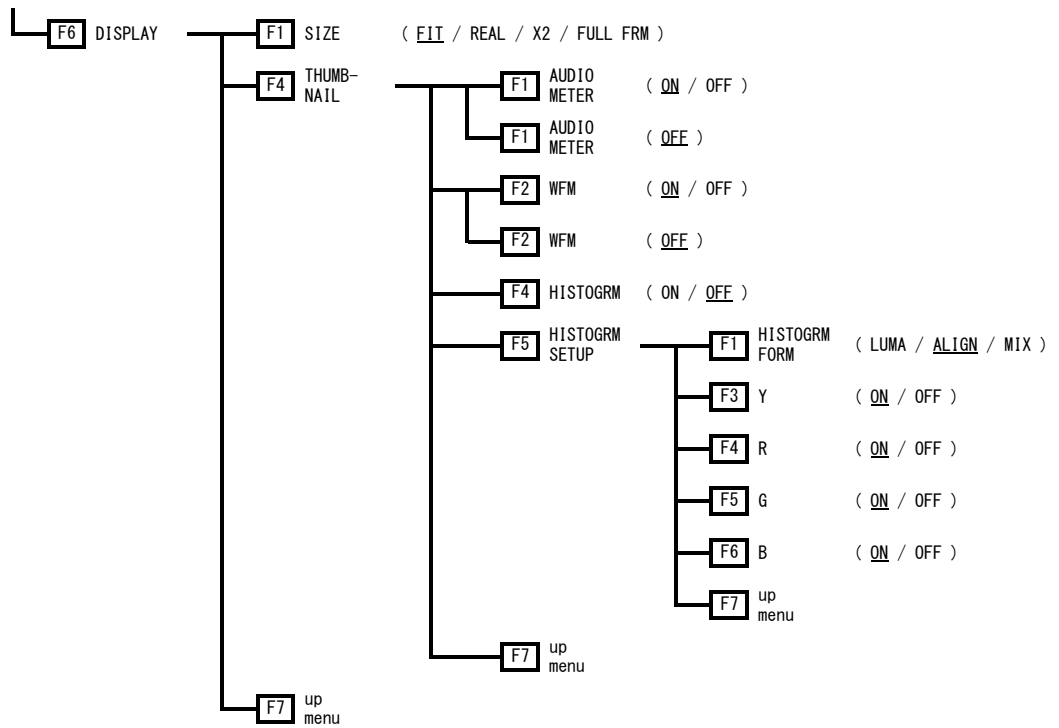 F6 DISPLAY F1 SIZE ( FIT / REAL / X2 / FULL FRM )
F4 THUMB-
NAIL
F1 AUDIO
METER ( ON / OFF )
F1 AUDIO
METER ( OFF )
F2 WFM ( ON / OFF )
F2 WFM ( OFF )
F4 HISTOGRM ( ON / OFF )
F5 HISTOGRM
SETUP
F1 HISTOGRM
FORM ( LUMA / ALIGN / MIX )
F3 Y ( ON / OFF )
F4 R ( ON / OFF )
F5 G ( ON / OFF )
F6 B ( ON / OFF )
F7 up
menu
F7 up
menu
F7 up
menu